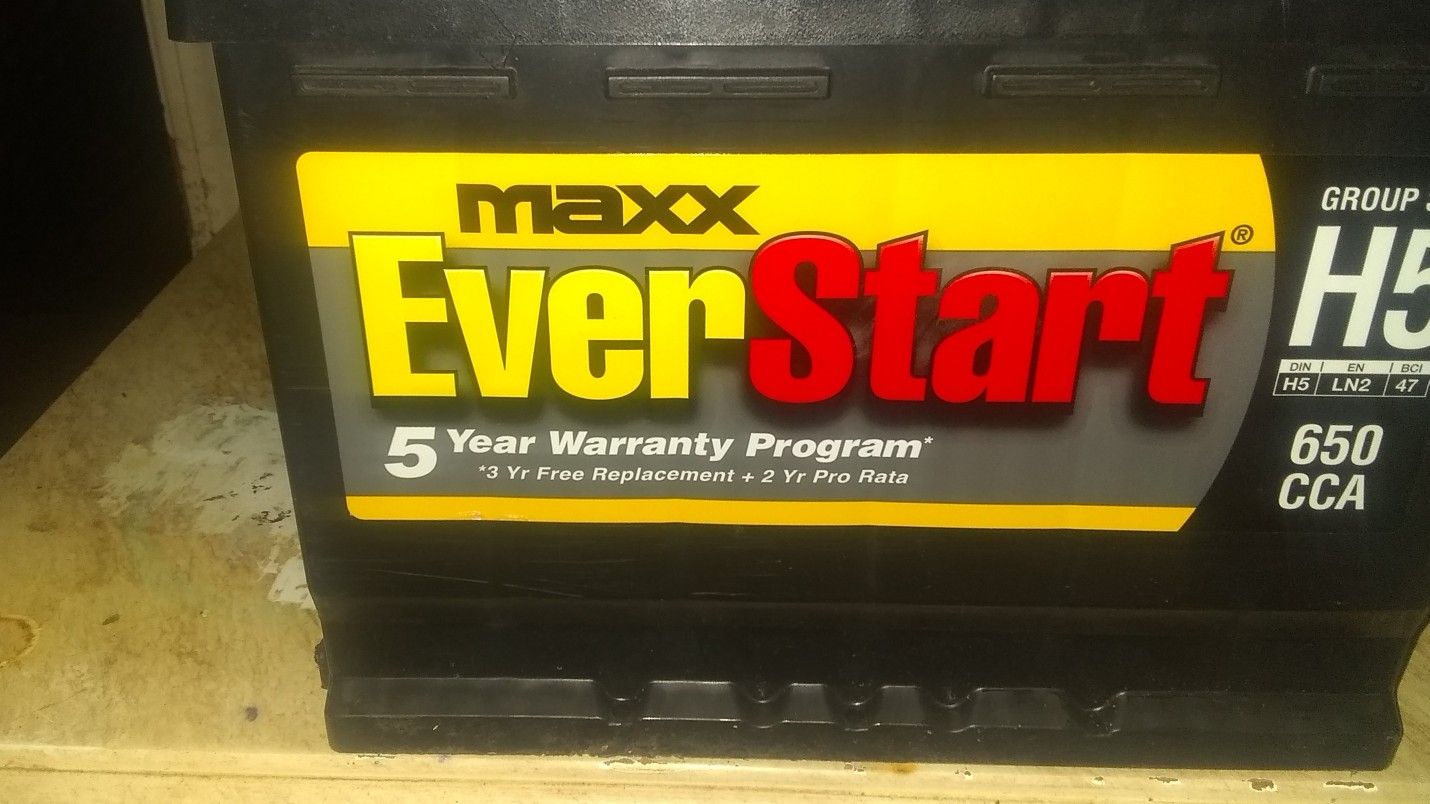 maxx
EverStart®
5 Year Warranty Program*
*3 Yr Free Replacement + 2 Yr Pro Rata
GROUP
H5
DIN EN BCI
H5 LN2 47
650
CCA